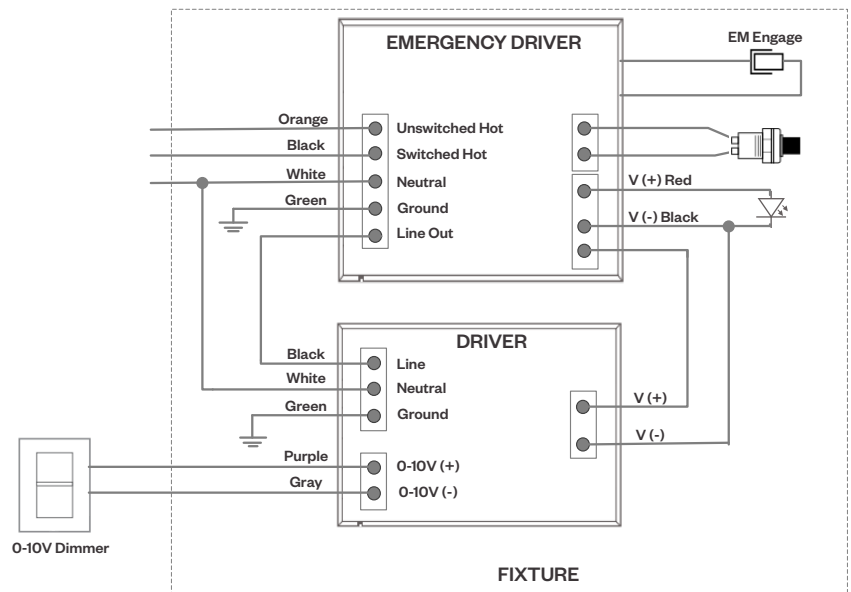 EMERGENCY DRIVER
EM Engage
Orange
Unswitched Hot
Black
Switched Hot
White
Neutral
Green
Ground
Line Out
V (+) Red
V (-) Black
DRIVER
Black
Line
White
Neutral
Green
Ground
V (+)
V (-)
Purple
0-10V (+)
Gray
0-10V (-)
0-10V Dimmer
FIXTURE